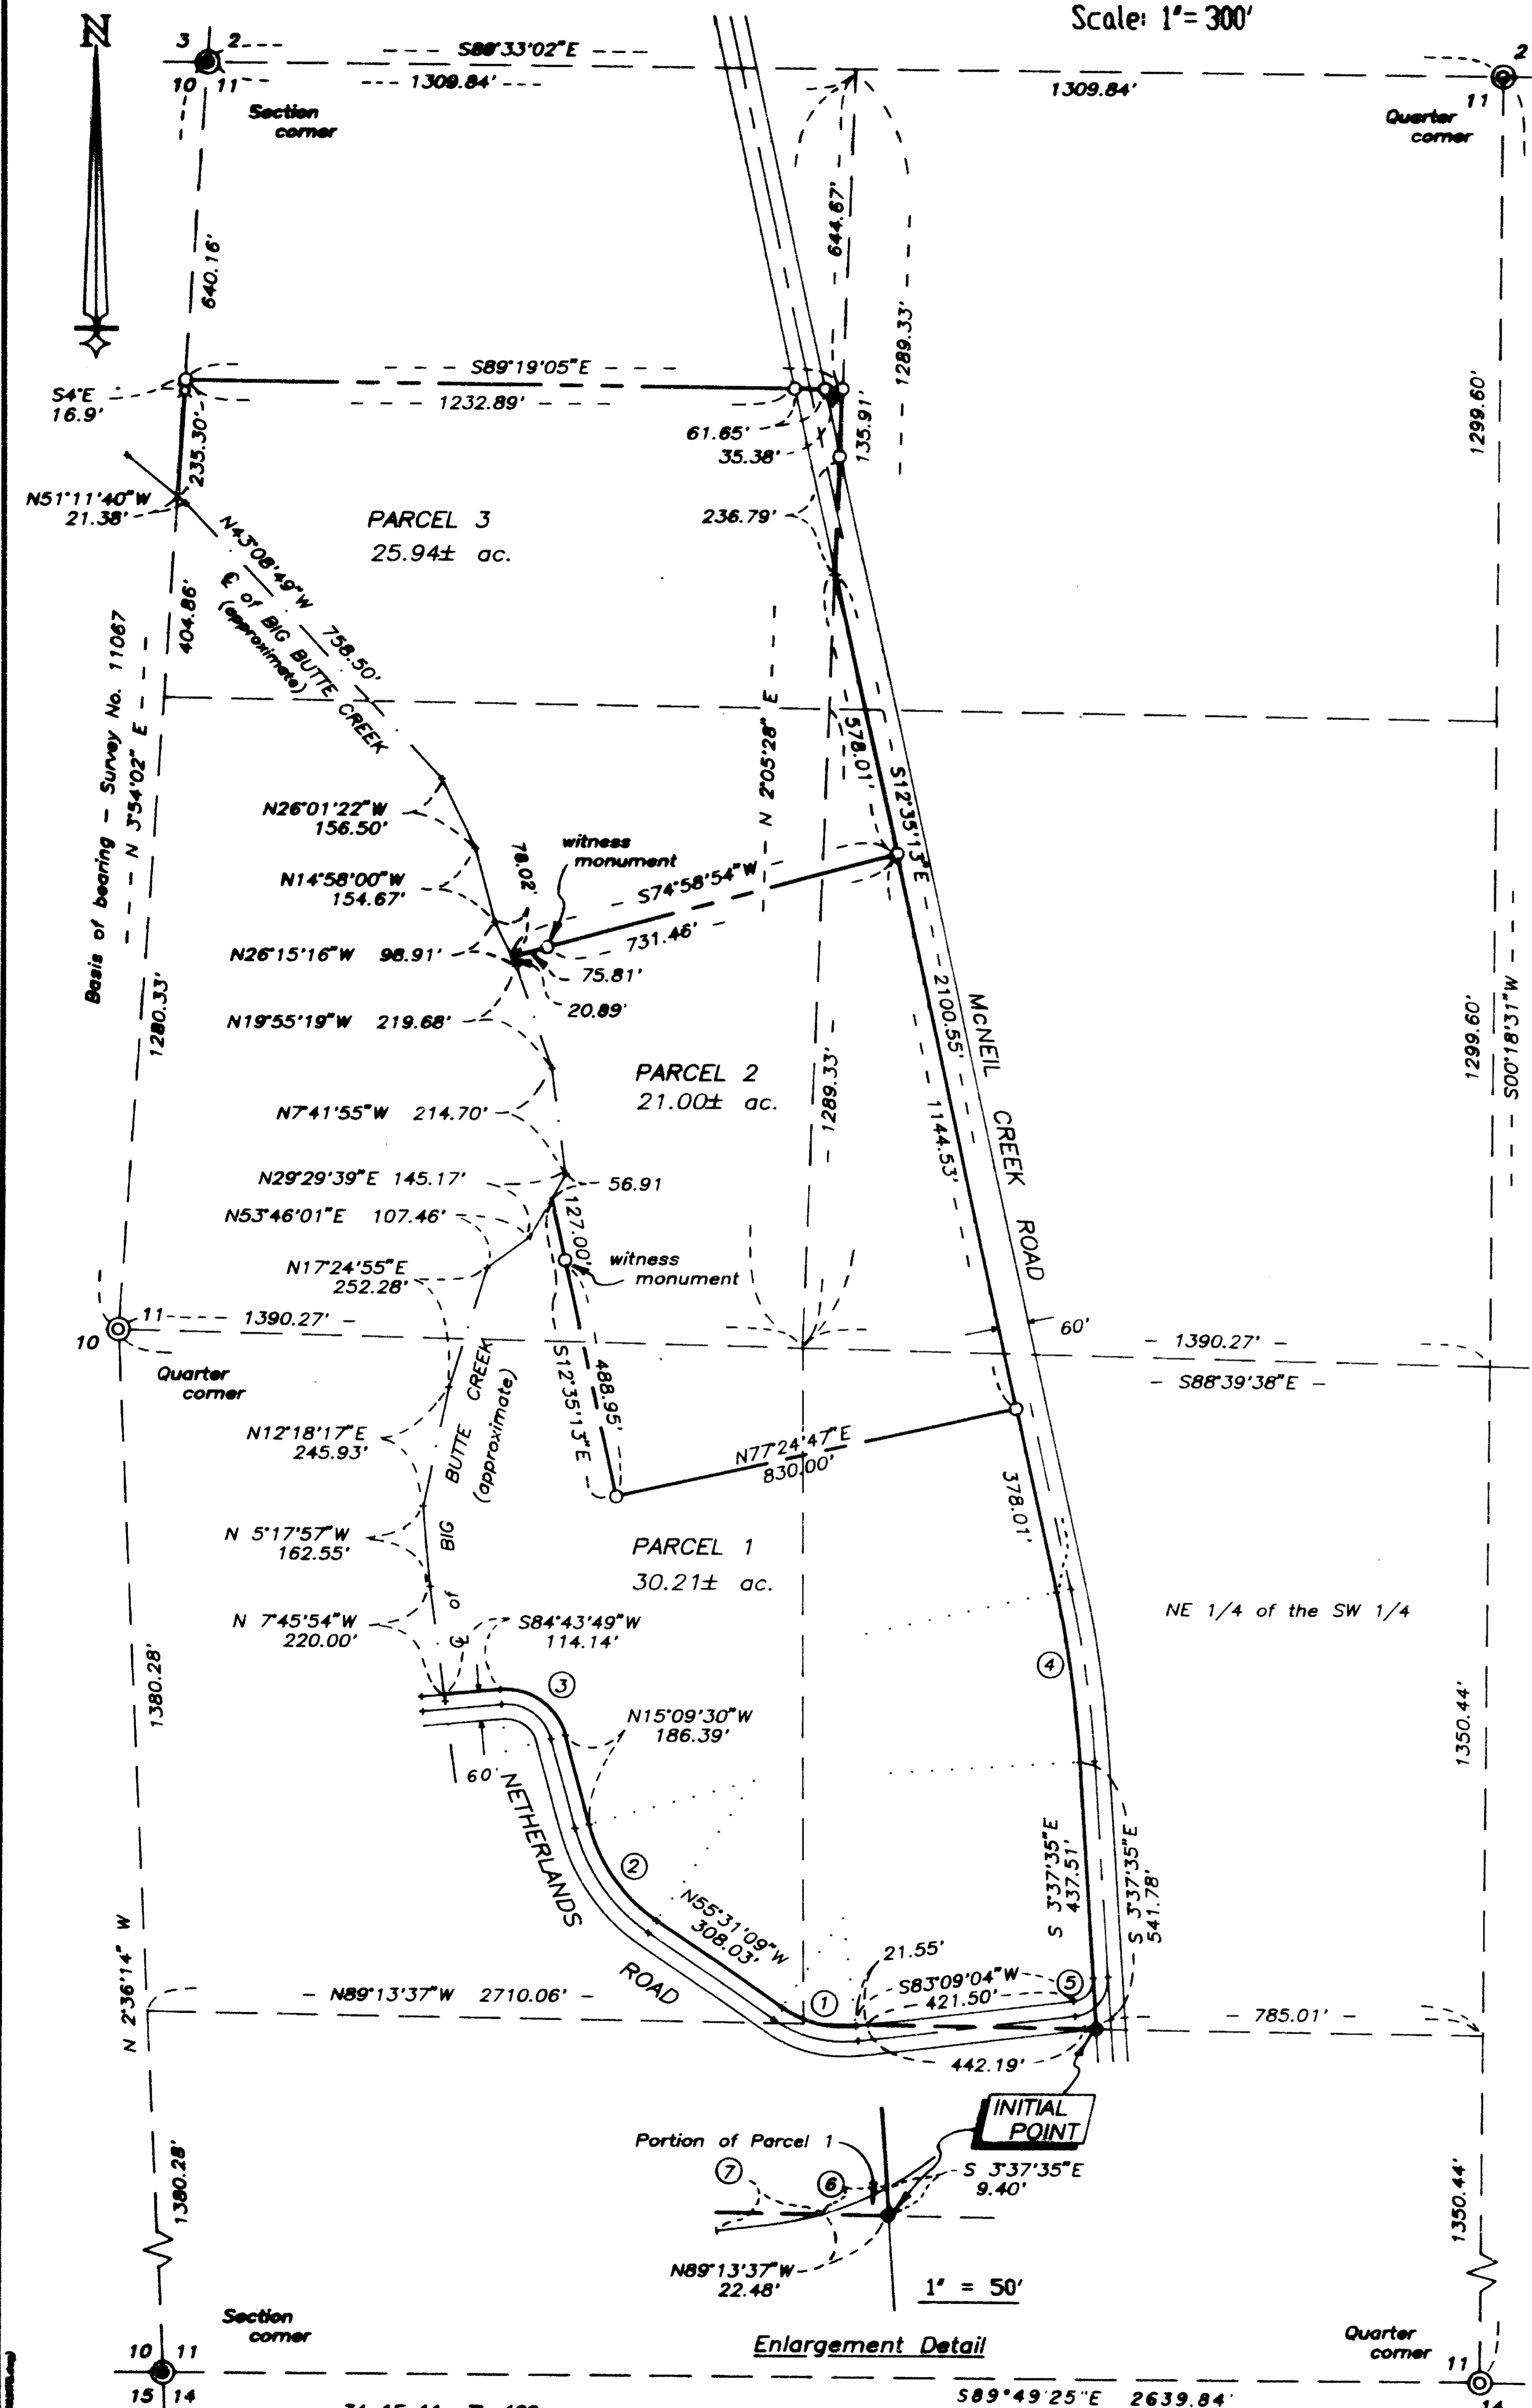 Scale: 1"= 300'
N
3 2
10 11
Section
corner
S89°33'02"E
1309.84'
1309.84'
2
11
Quarter
corner
640.16'
644.67'
1289.33'
S89°19'05"E
1232.89'
S4°E
16.9'
235.30'
61.65'
35.38'
135.91'
1299.60'
N51°11'40"W
21.38'
PARCEL 3
25.94± ac.
236.79'
N43°08'49"W 758.50'
℄ of BIG BUTTE CREEK
(approximate)
404.86'
Basis of bearing - Survey No. 11067
N 3°54'02" E
N 2°05'28" E
578.01'
S12°35'13"E
N26°01'22"W
156.50'
witness
monument
78.02'
N14°58'00"W
154.67'
S74°58'54"W
731.46'
N26°15'16"W 98.91'
75.81'
20.89'
N19°55'19"W 219.68'
1280.33'
2100.55'
McNEIL CREEK ROAD
1299.60'
S00°18'31"W
PARCEL 2
21.00± ac.
1289.33'
1144.53'
N7°41'55"W 214.70'
N29°29'39"E 145.17'
56.91
N53°46'01"E 107.46'
127.00'
N17°24'55"E
252.28'
witness
monument
10
11
1390.27'
60'
1390.27'
S88°39'38"E
Quarter
corner
S12°35'13"E
488.95'
N12°18'17"E
245.93'
℄ of BIG BUTTE CREEK
(approximate)
N77°24'47"E
830.00'
378.01'
N 5°17'57"W
162.55'
PARCEL 1
30.21± ac.
NE 1/4 of the SW 1/4
N 7°45'54"W
220.00'
S84°43'49"W
114.14'
4
3
1380.28'
N15°09'30"W
186.39'
1350.44'
60'
NETHERLANDS
ROAD
2
S 3°37'35"E
437.51'
S 3°37'35"E
541.78'
N55°31'09"W
308.03'
21.55'
S83°09'04"W
421.50'
5
1
N 2°36'14" W
N89°13'37"W 2710.06'
785.01'
442.19'
INITIAL
POINT
Portion of Parcel 1
7
6
S 3°37'35"E
9.40'
1380.28'
1350.44'
N89°13'37"W
22.48'
1" = 50'
Section
corner
Enlargement Detail
Quarter
corner
10 11
15 14
11
S89°49'25"E 2639.84'